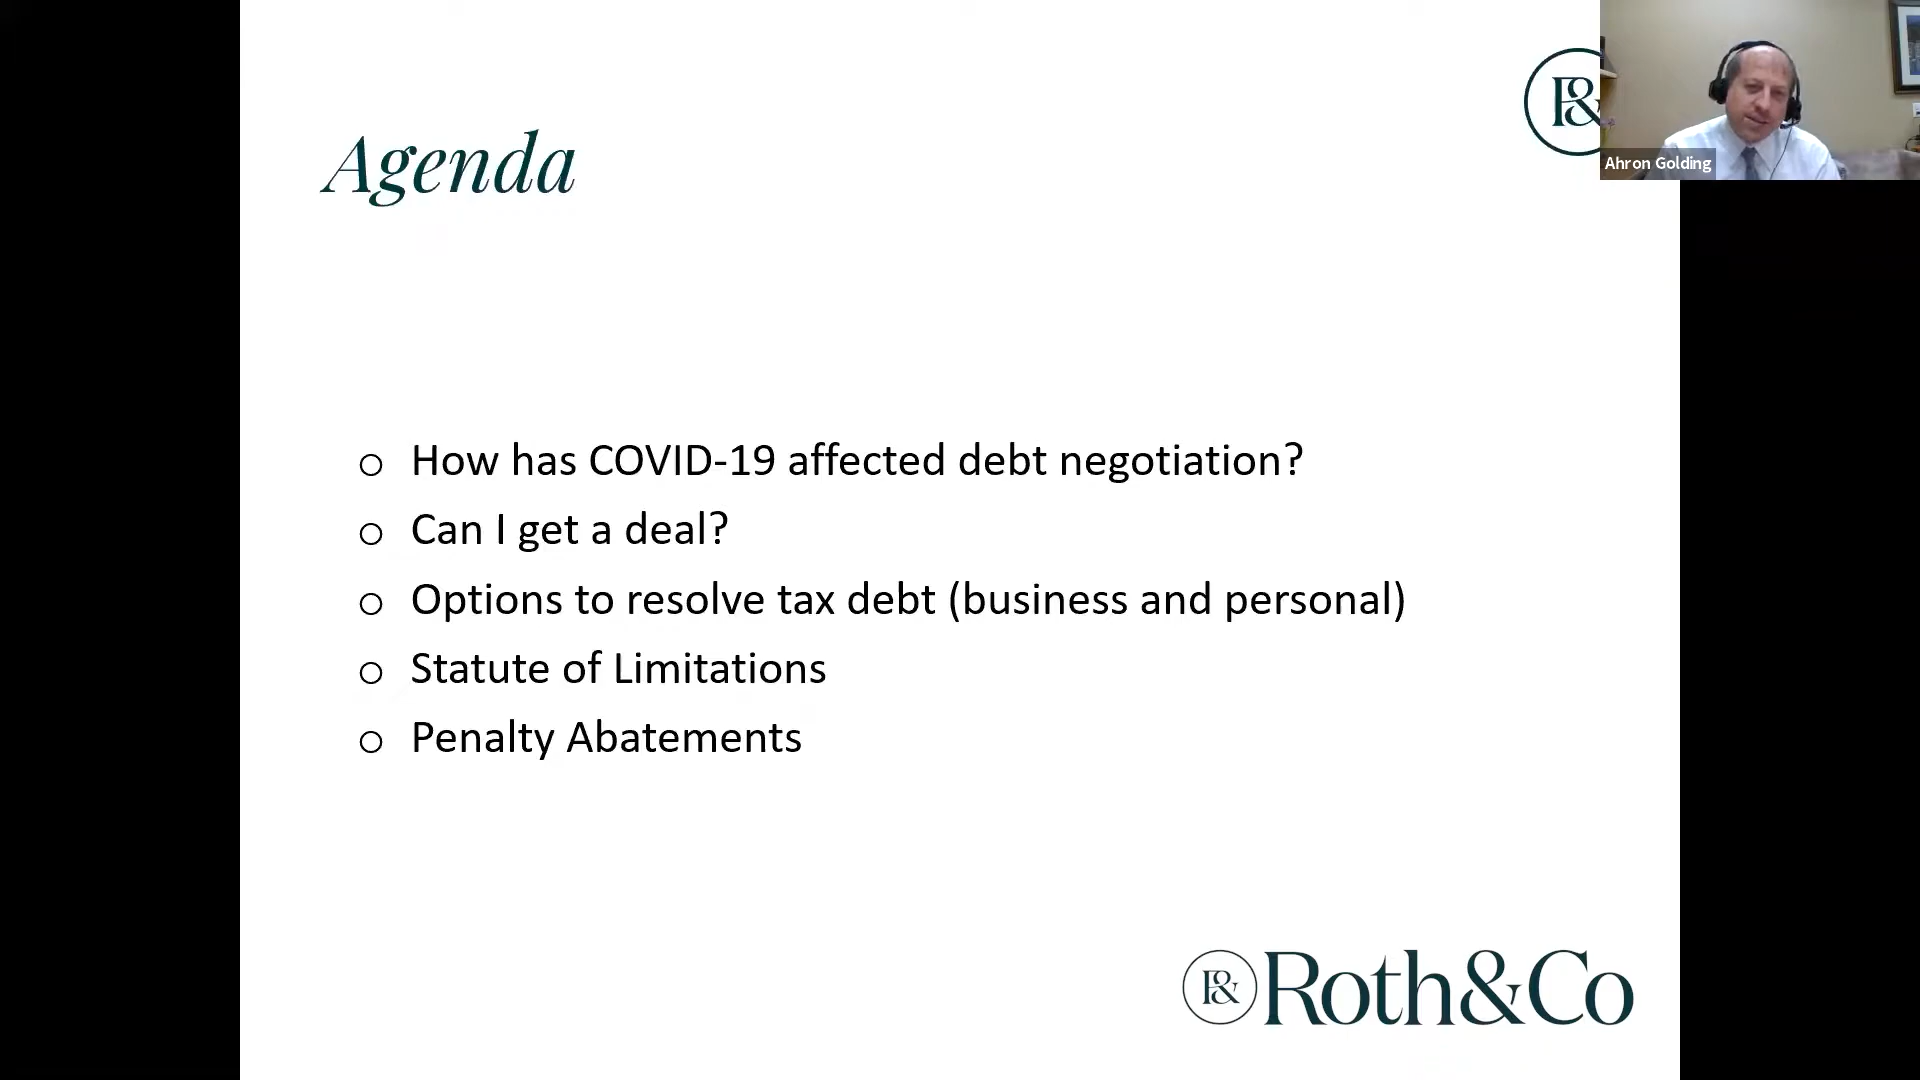 Agenda
R&
Ahron Golding
o How has COVID-19 affected debt negotiation?
o Can I get a deal?
o Options to resolve tax debt (business and personal)
o Statute of Limitations
o Penalty Abatements
R& Roth&Co